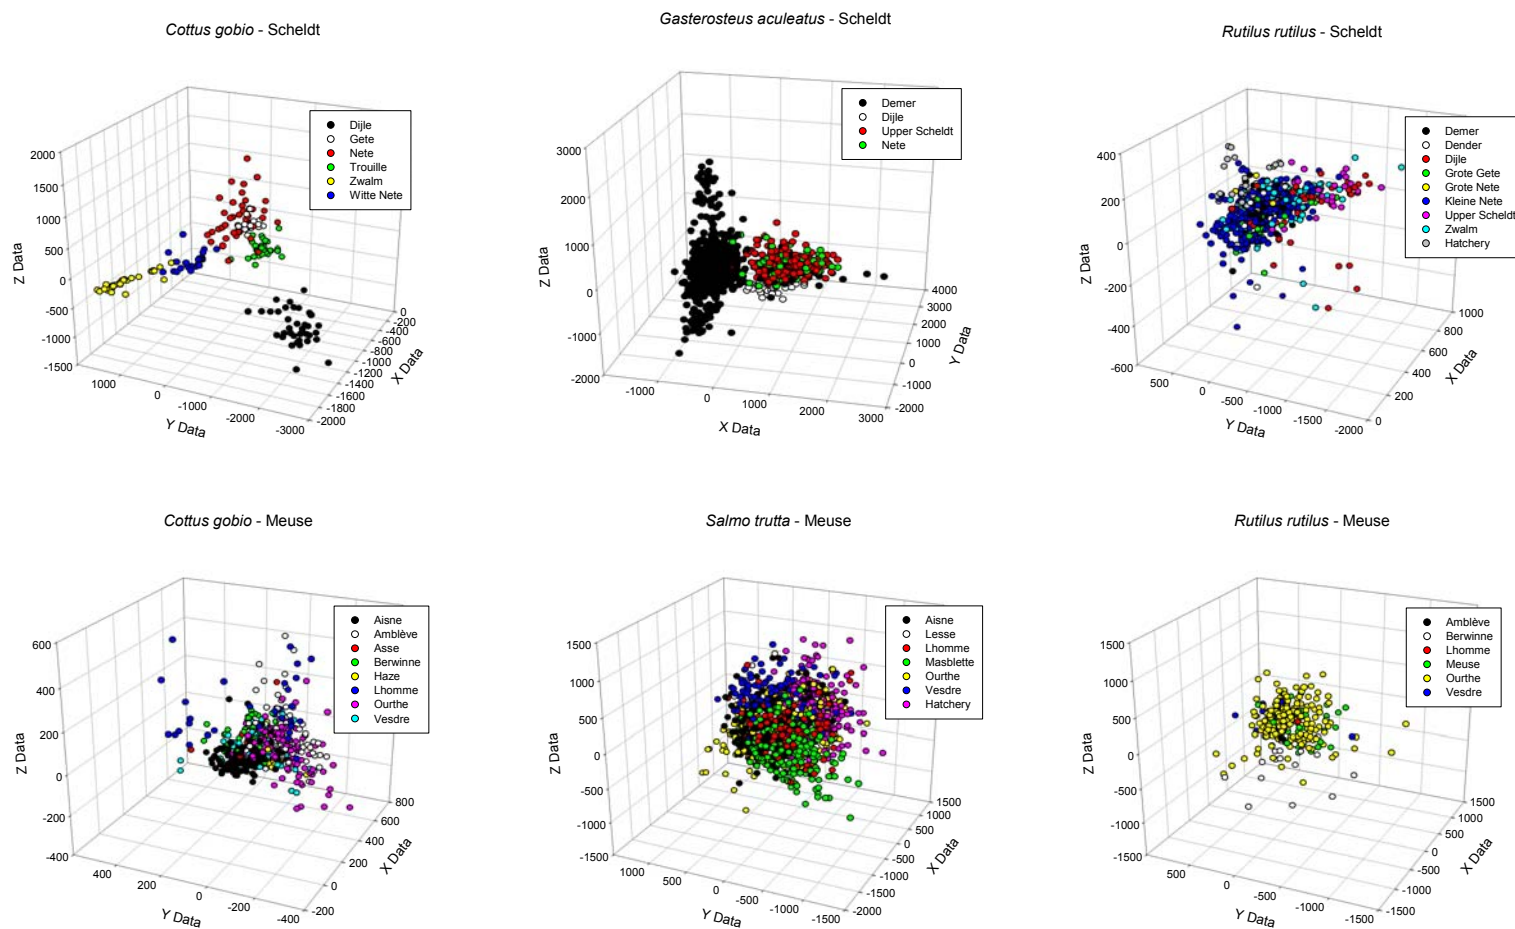 Cottus gobio - Scheldt
Dijle
Gete
Nete
Trouille
Zwalm
Witte Nete
2000
1500
1000
500
0
-500
-1000
-1500
Z Data
1000
0
-1000
-2000
-3000
Y Data
0
-200
-400
-600
-800
-1000
-1200
-1400
-1600
-1800
-2000
X Data
Gasterosteus aculeatus - Scheldt
Demer
Dijle
Upper Scheldt
Nete
3000
2000
1000
0
-1000
-2000
Z Data
-1000
0
1000
2000
3000
X Data
4000
3000
2000
1000
0
-1000
-2000
Y Data
Rutilus rutilus - Scheldt
Demer
Dender
Dijle
Grote Gete
Grote Nete
Kleine Nete
Upper Scheldt
Zwalm
Hatchery
400
200
0
-200
-400
-600
Z Data
500
0
-500
-1000
-1500
-2000
Y Data
1000
800
600
400
200
0
X Data
Cottus gobio - Meuse
Aisne
Amblève
Asse
Berwinne
Haze
Lhomme
Ourthe
Vesdre
600
400
200
0
-200
-400
Z Data
400
200
0
-200
-400
Y Data
800
600
400
200
0
-200
X Data
Salmo trutta - Meuse
Aisne
Lesse
Lhomme
Masblette
Ourthe
Vesdre
Hatchery
1500
1000
500
0
-500
-1000
-1500
Z Data
1000
500
0
-500
-1000
-1500
Y Data
1500
1000
500
0
-500
-1000
-1500
-2000
X Data
Rutilus rutilus - Meuse
Amblève
Berwinne
Lhomme
Meuse
Ourthe
Vesdre
1500
1000
500
0
-500
-1000
-1500
Z Data
500
0
-500
-1000
-1500
Y Data
1500
1000
500
0
-500
-1000
-1500
X Data